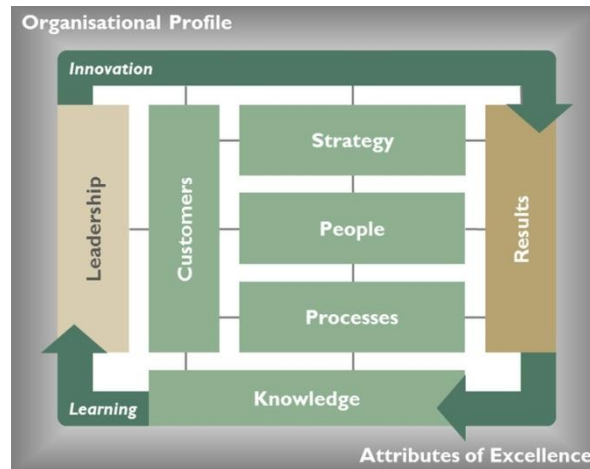 Organisational Profile
Innovation
Leadership
Customers
Strategy
People
Processes
Results
Knowledge
Learning
Attributes of Excellence